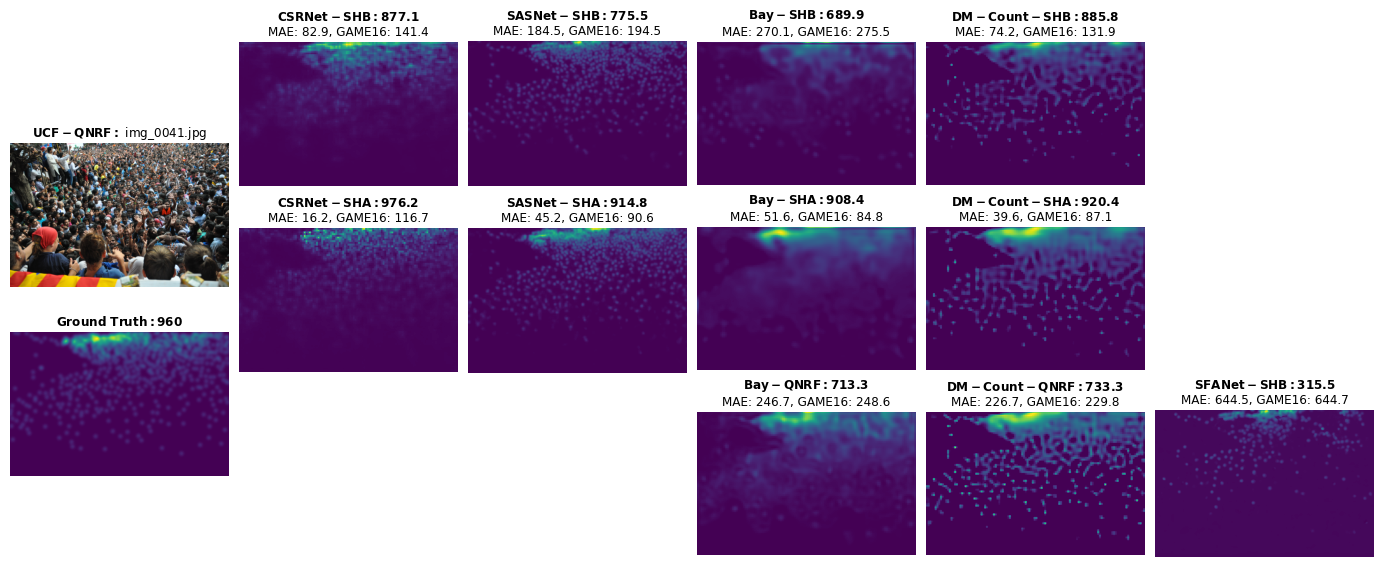 CSRNet − SHB : 877.1
MAE: 82.9, GAME16: 141.4
SASNet − SHB : 775.5
MAE: 184.5, GAME16: 194.5
Bay − SHB : 689.9
MAE: 270.1, GAME16: 275.5
DM − Count − SHB : 885.8
MAE: 74.2, GAME16: 131.9
UCF − QNRF : img_0041.jpg
CSRNet − SHA : 976.2
MAE: 16.2, GAME16: 116.7
SASNet − SHA : 914.8
MAE: 45.2, GAME16: 90.6
Bay − SHA : 908.4
MAE: 51.6, GAME16: 84.8
DM − Count − SHA : 920.4
MAE: 39.6, GAME16: 87.1
Ground Truth : 960
Bay − QNRF : 713.3
MAE: 246.7, GAME16: 248.6
DM − Count − QNRF : 733.3
MAE: 226.7, GAME16: 229.8
SFANet − SHB : 315.5
MAE: 644.5, GAME16: 644.7